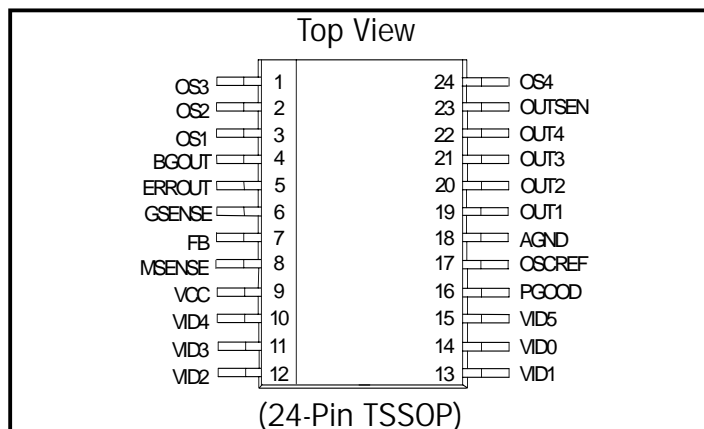 Top View
OS3 1 24 OS4
OS2 2 23 OUTSEN
OS1 3 22 OUT4
BGOUT 4 21 OUT3
ERROUT 5 20 OUT2
GSENSE 6 19 OUT1
FB 7 18 AGND
MSENSE 8 17 OSCREF
VCC 9 16 PGOOD
VID4 10 15 VID5
VID3 11 14 VID0
VID2 12 13 VID1
(24-Pin TSSOP)